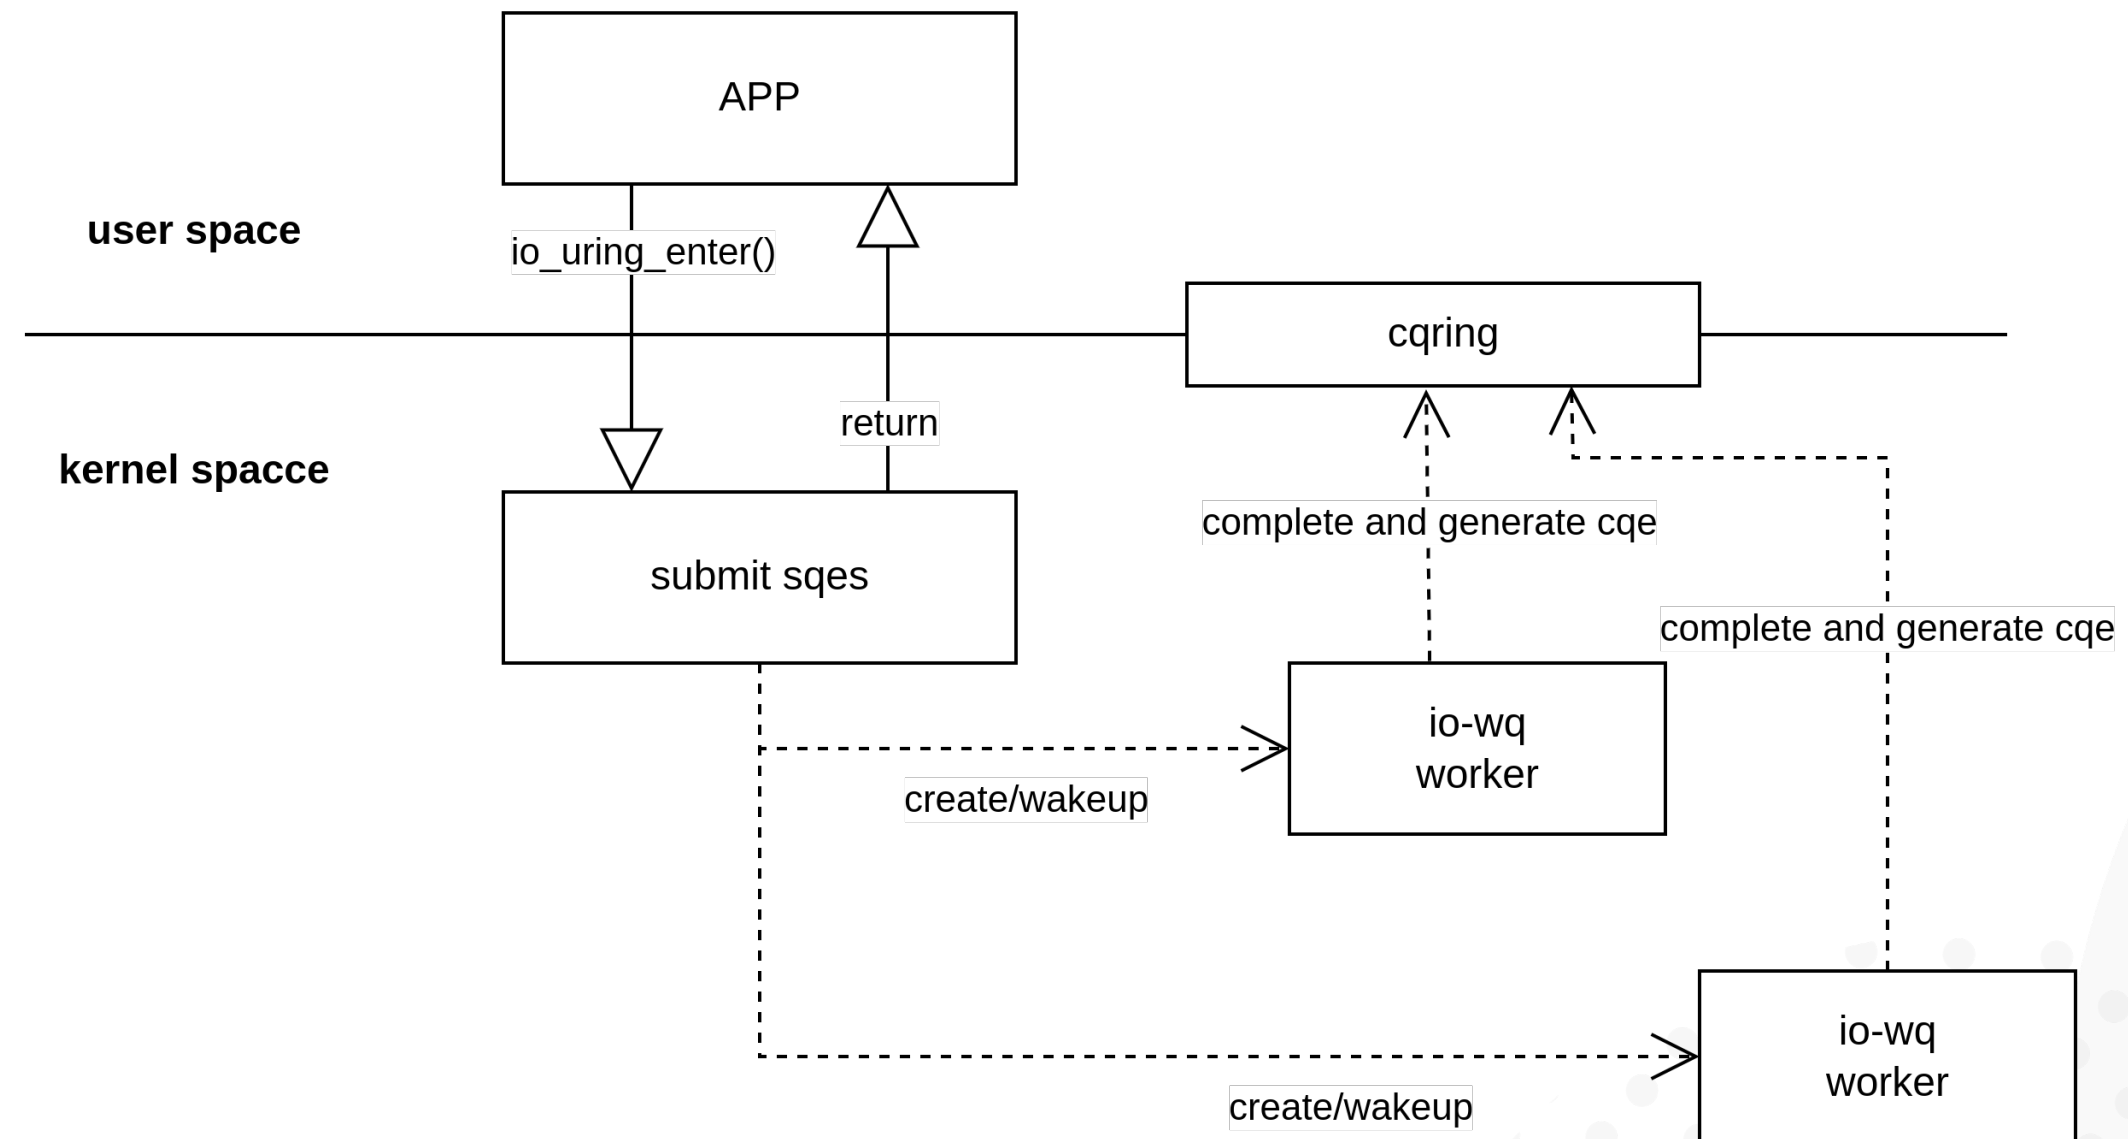 APP
user space
io_uring_enter()
cqring
return
kernel spacce
complete and generate cqe
submit sqes
complete and generate cqe
io-wq
worker
create/wakeup
io-wq
worker
create/wakeup